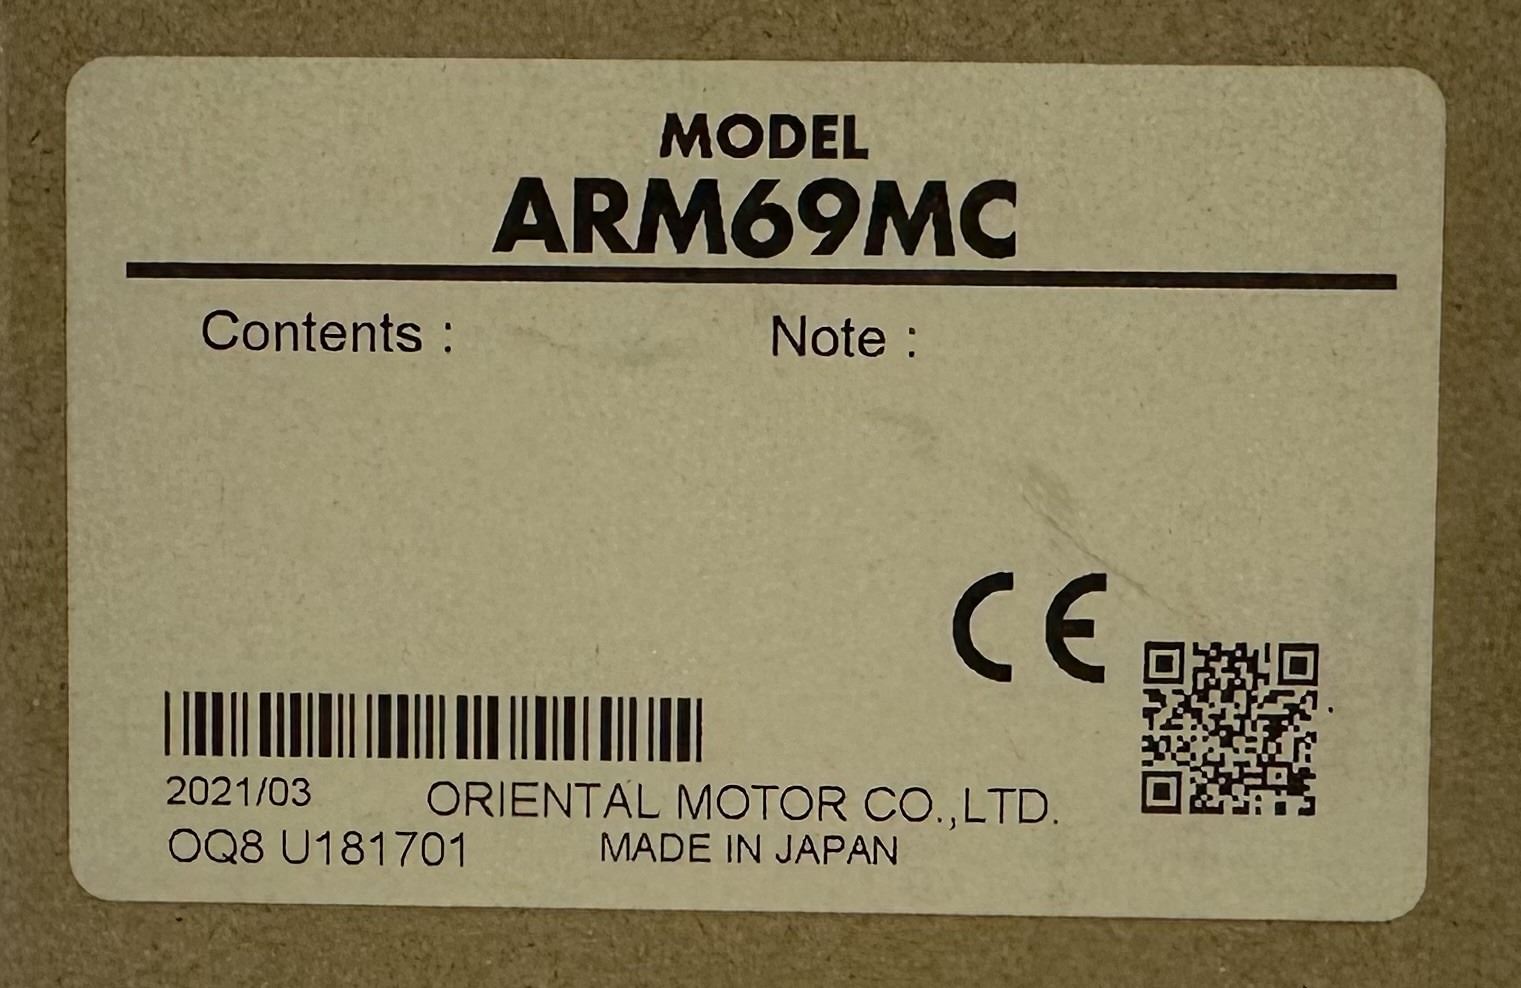 MODEL
ARM69MC
Contents : Note :
CE
2021/03 ORIENTAL MOTOR CO.,LTD.
OQ8 U181701 MADE IN JAPAN